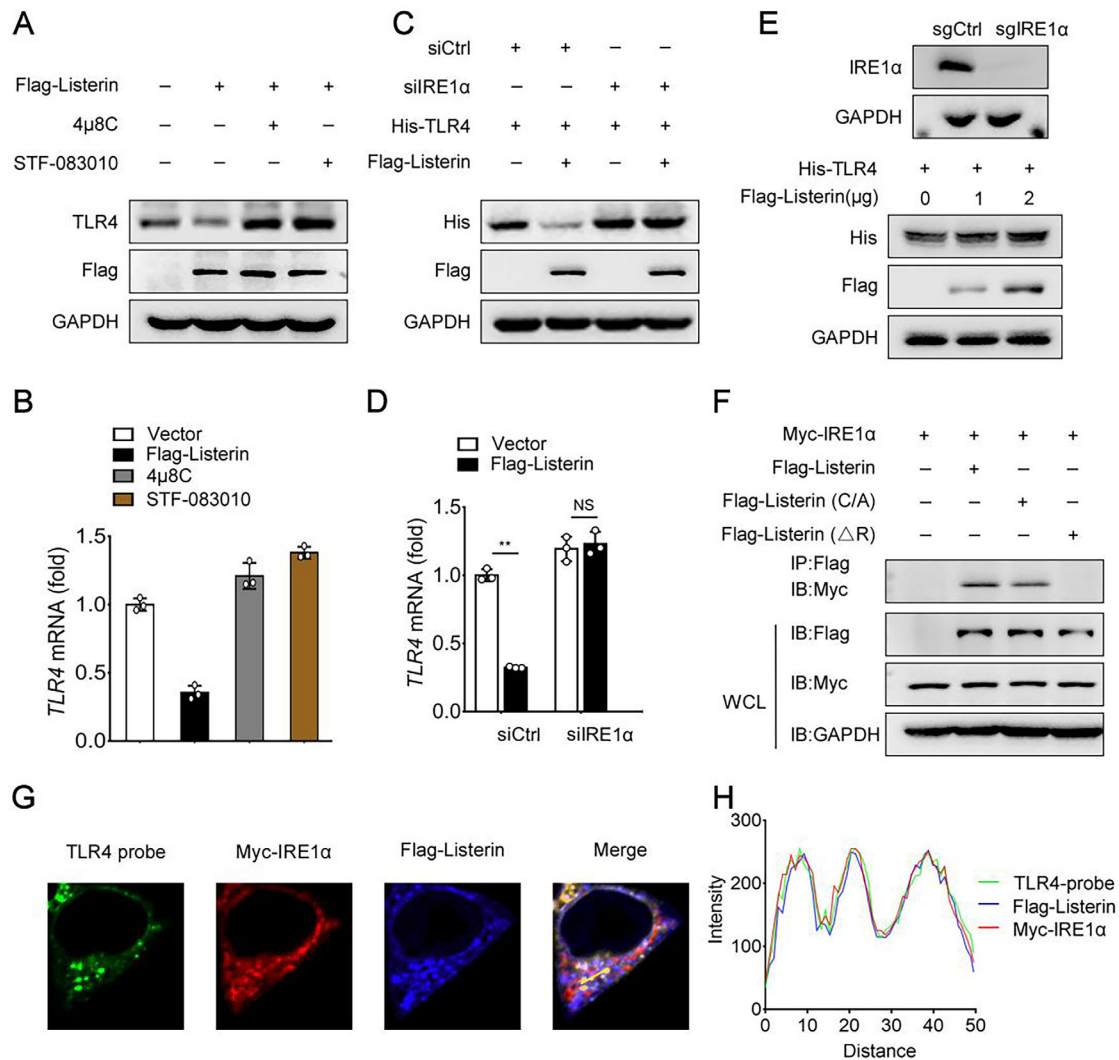 A
Flag-Listerin – + + +
4μ8C – – + –
STF-083010 – – – +
TLR4
Flag
GAPDH
B
Vector
Flag-Listerin
4μ8C
STF-083010
TLR4 mRNA (fold)
1.5
1.0
0.5
0.0
C
siCtrl + + – –
siIRE1α – – + +
His-TLR4 + + + +
Flag-Listerin – + – +
His
Flag
GAPDH
D
Vector
Flag-Listerin
TLR4 mRNA (fold)
1.5
1.0
0.5
0.0
**
NS
siCtrl siIRE1α
E
sgCtrl sgIRE1α
IRE1α
GAPDH
His-TLR4 + + +
Flag-Listerin(μg) 0 1 2
His
Flag
GAPDH
F
Myc-IRE1α + + + +
Flag-Listerin – + – –
Flag-Listerin (C/A) – – + –
Flag-Listerin (△R) – – – +
IP:Flag
IB:Myc
WCL
IB:Flag
IB:Myc
IB:GAPDH
G
TLR4 probe Myc-IRE1α Flag-Listerin Merge
H
Intensity
300
200
100
0
0 10 20 30 40 50
Distance
TLR4-probe
Flag-Listerin
Myc-IRE1α